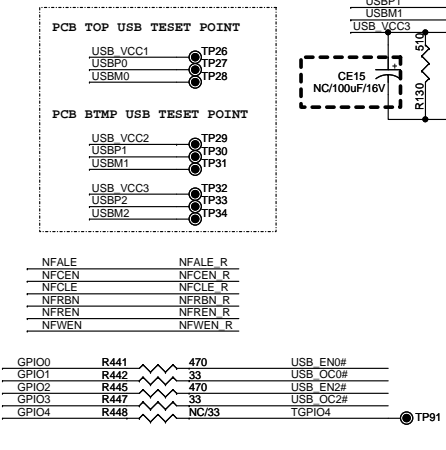 USBP1
USBM1
USB_VCC3
PCB TOP USB TESET POINT
USB_VCC1 TP26
USBP0 TP27
USBM0 TP28
510
+
CE15
NC/100uF/16V
R130
PCB BTMP USB TESET POINT
USB_VCC2 TP29
USBP1 TP30
USBM1 TP31
USB_VCC3 TP32
USBP2 TP33
USBM2 TP34
NFALE NFALE_R
NFCEN NFCEN_R
NFCLE NFCLE_R
NFRBN NFRBN_R
NFREN NFREN_R
NFWEN NFWEN_R
GPIO0 R441 470 USB_EN0#
GPIO1 R442 33 USB_OC0#
GPIO2 R445 470 USB_EN2#
GPIO3 R447 33 USB_OC2#
GPIO4 R448 NC/33 TGPIO4 TP91